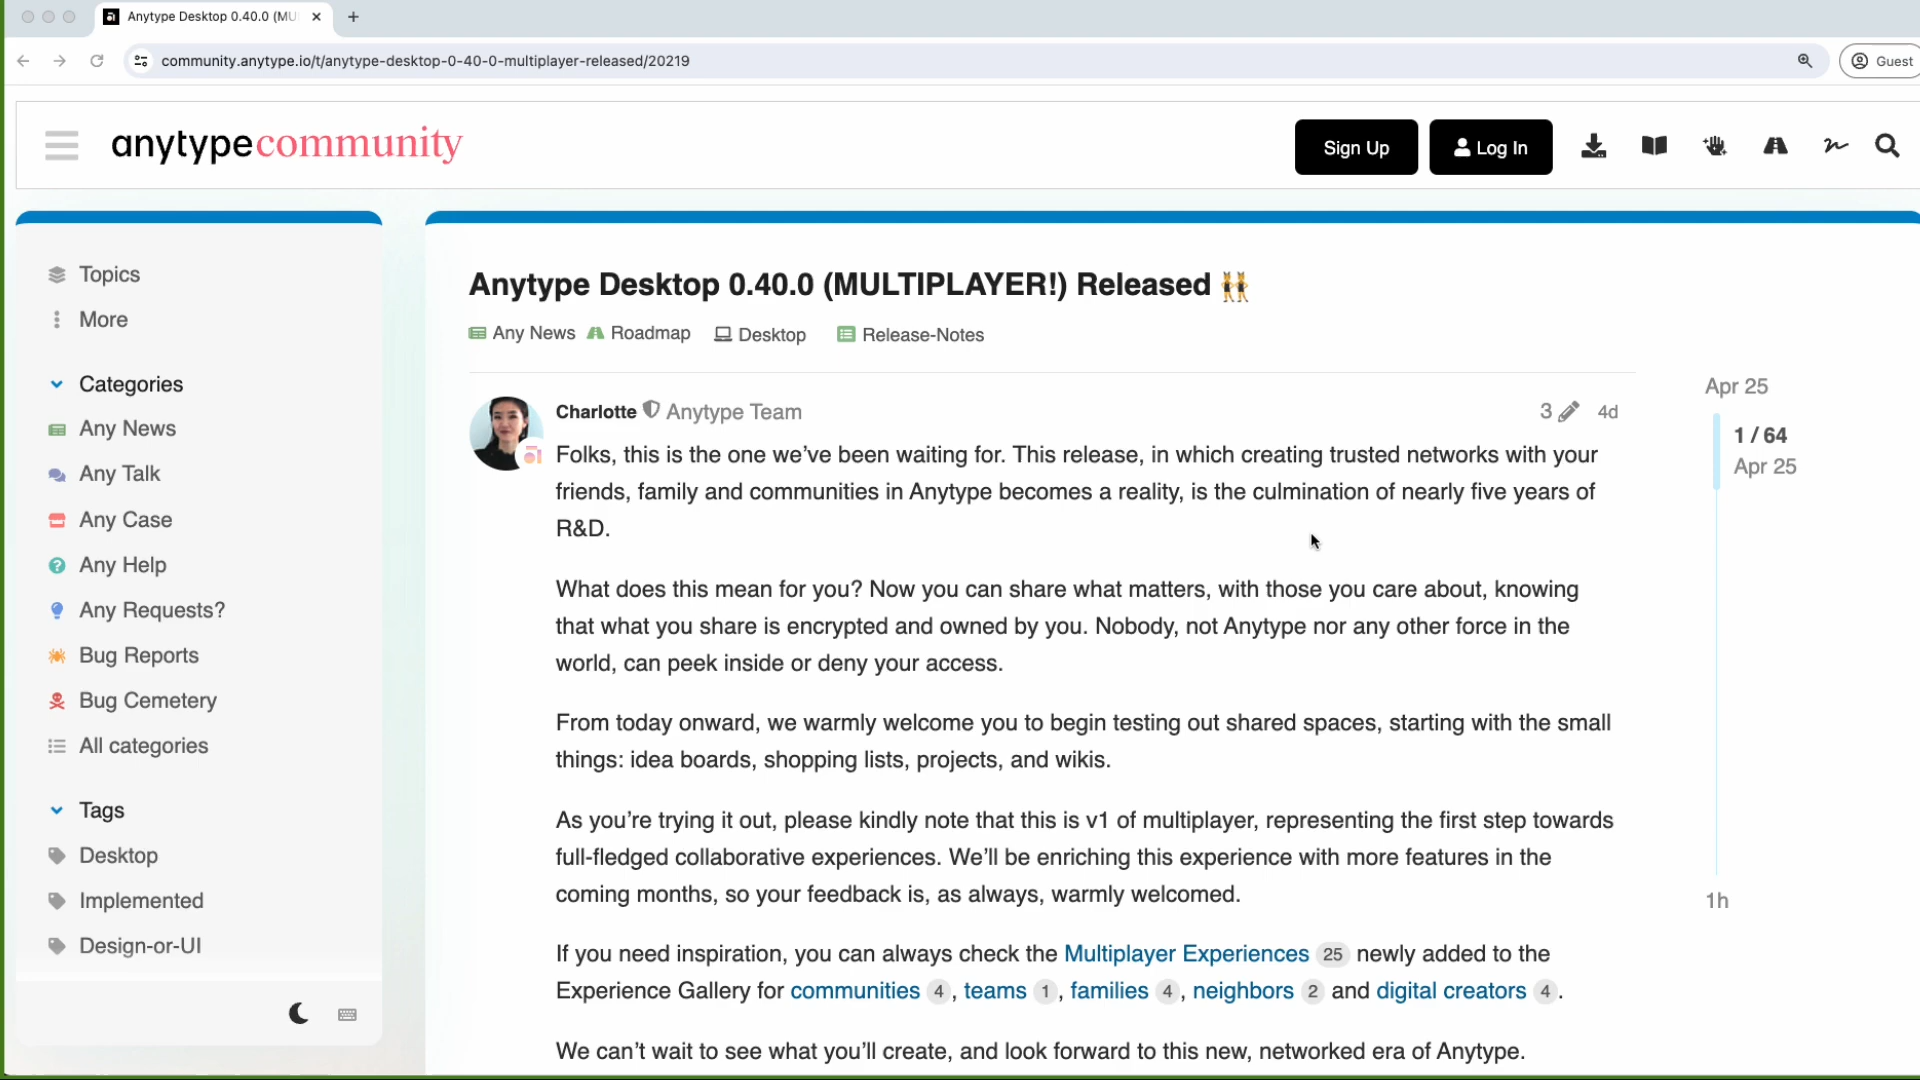 Anytype Desktop 0.40.0 (MU
community.anytype.io/t/anytype-desktop-0-40-0-multiplayer-released/20219
Guest
anytype community
Sign Up
Log In
Topics
More
Categories
Any News
Any Talk
Any Case
Any Help
Any Requests?
Bug Reports
Bug Cemetery
All categories
Tags
Desktop
Implemented
Design-or-UI
Anytype Desktop 0.40.0 (MULTIPLAYER!) Released
Any News Roadmap Desktop Release-Notes
Charlotte Anytype Team 3 4d
Folks, this is the one we’ve been waiting for. This release, in which creating trusted networks with your
friends, family and communities in Anytype becomes a reality, is the culmination of nearly five years of
R&D.
What does this mean for you? Now you can share what matters, with those you care about, knowing
that what you share is encrypted and owned by you. Nobody, not Anytype nor any other force in the
world, can peek inside or deny your access.
From today onward, we warmly welcome you to begin testing out shared spaces, starting with the small
things: idea boards, shopping lists, projects, and wikis.
As you’re trying it out, please kindly note that this is v1 of multiplayer, representing the first step towards
full-fledged collaborative experiences. We’ll be enriching this experience with more features in the
coming months, so your feedback is, as always, warmly welcomed.
If you need inspiration, you can always check the Multiplayer Experiences 25 newly added to the
Experience Gallery for communities 4 , teams 1 , families 4 , neighbors 2 and digital creators 4 .
We can’t wait to see what you’ll create, and look forward to this new, networked era of Anytype.
Apr 25
1 / 64
Apr 25
1h